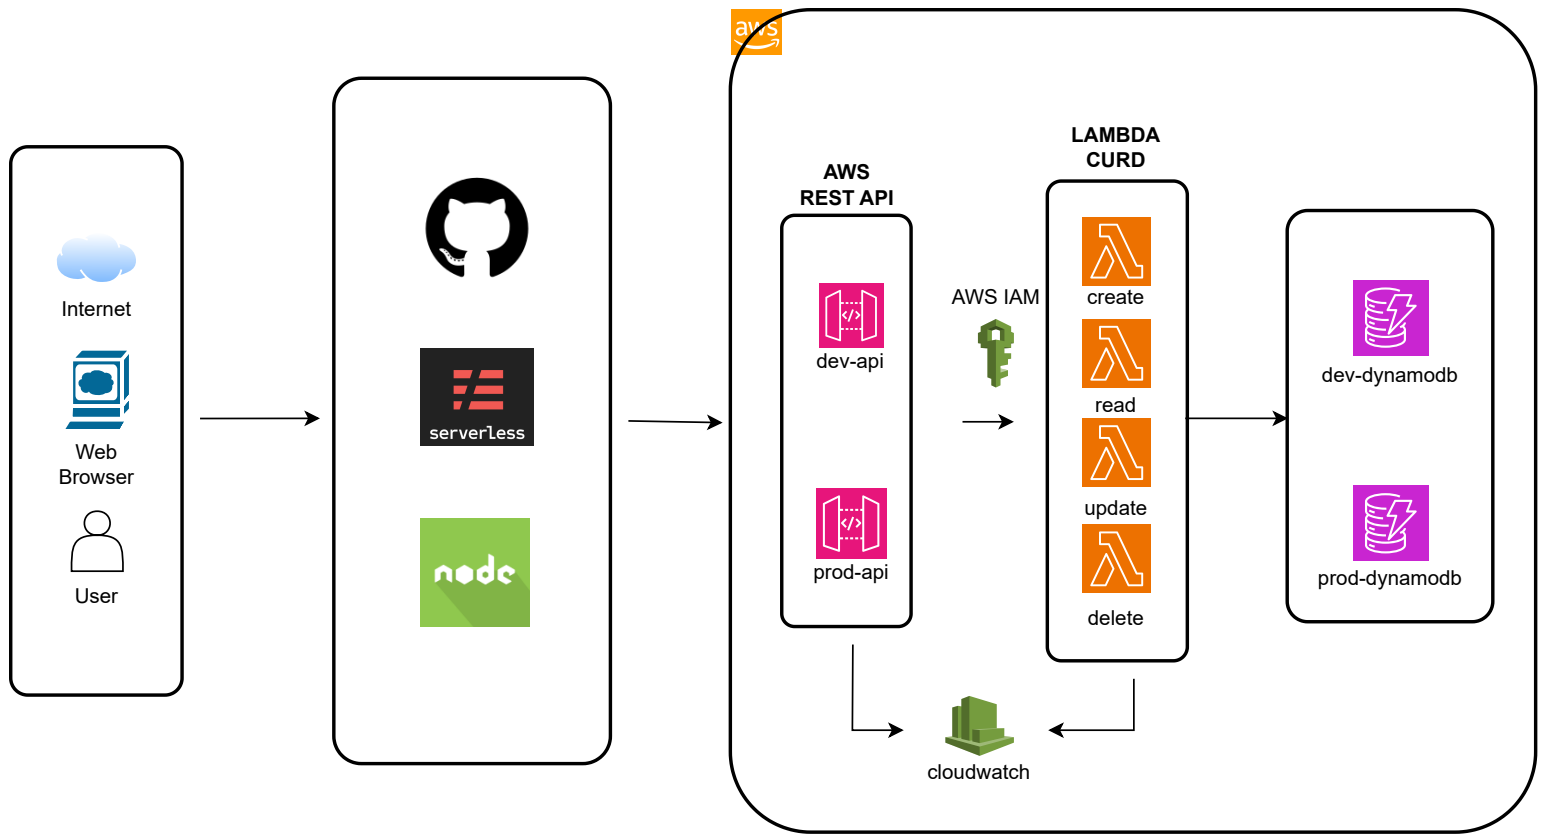 aws
Internet
Web
Browser
User
serverless
node
AWS
REST API
dev-api
prod-api
AWS IAM
LAMBDA
CURD
create
read
update
delete
dev-dynamodb
prod-dynamodb
cloudwatch